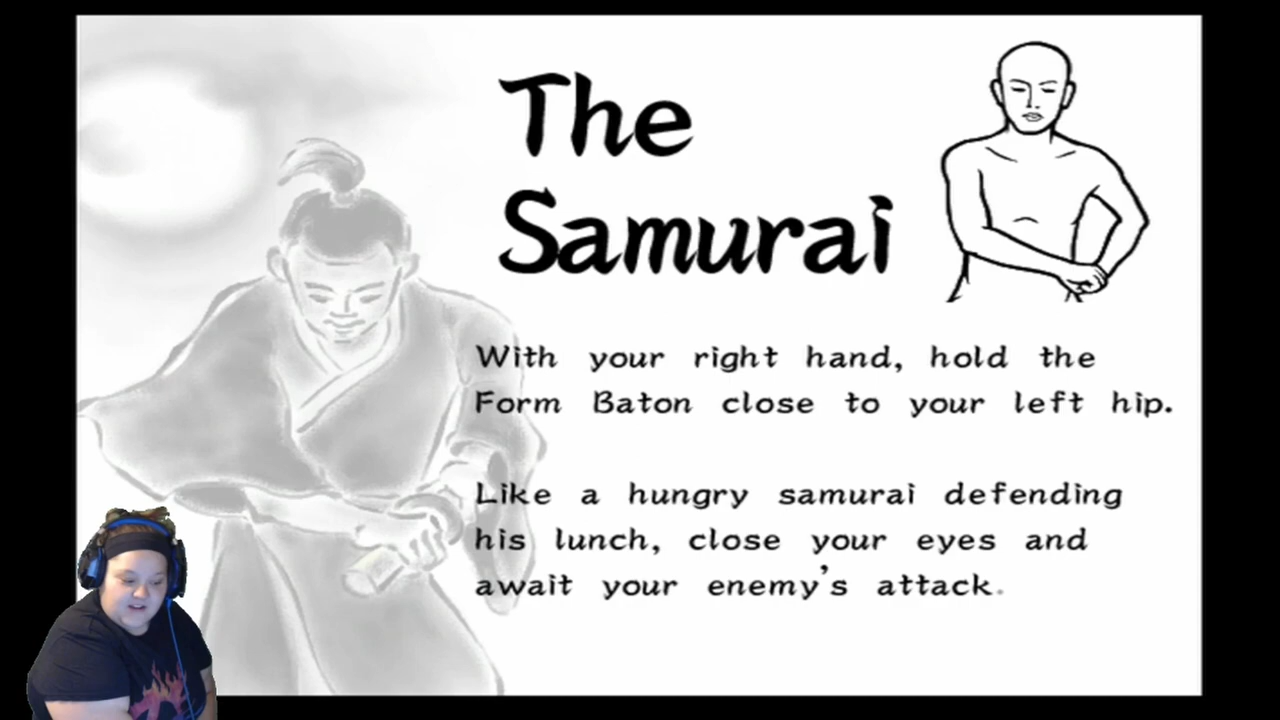 The
Samurai
With your right hand, hold the
Form Baton close to your left hip.
Like a hungry samurai defending
his lunch, close your eyes and
await your enemy's attack.